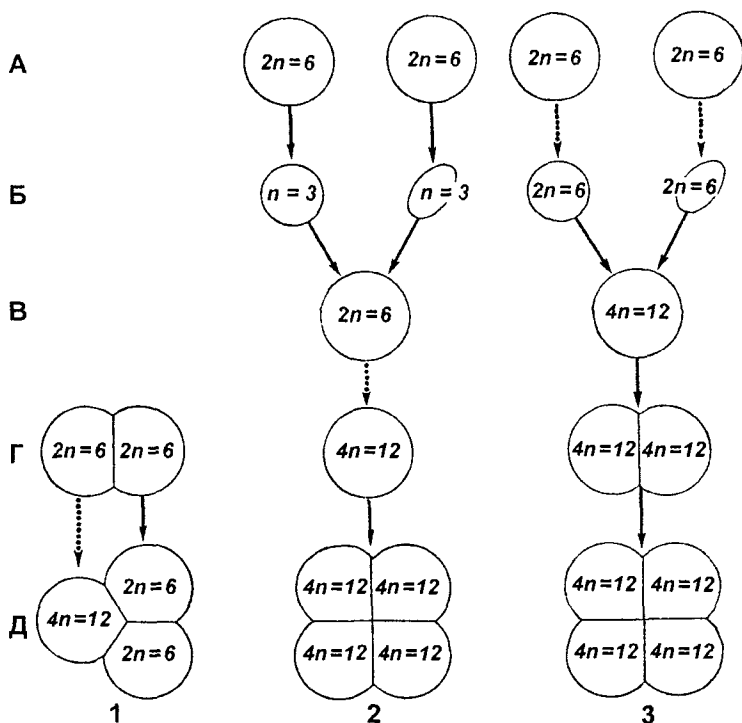 А 2n=6 2n=6 2n=6 2n=6
Б n = 3 n = 3 2n=6 2n=6
В 2n=6 4n=12
Г 2n=6 2n=6 4n=12 4n=12 4n=12
2n=6 4n=12 4n=12 4n=12 4n=12
Д 4n=12
2n=6 4n=12 4n=12 4n=12 4n=12
1 2 3